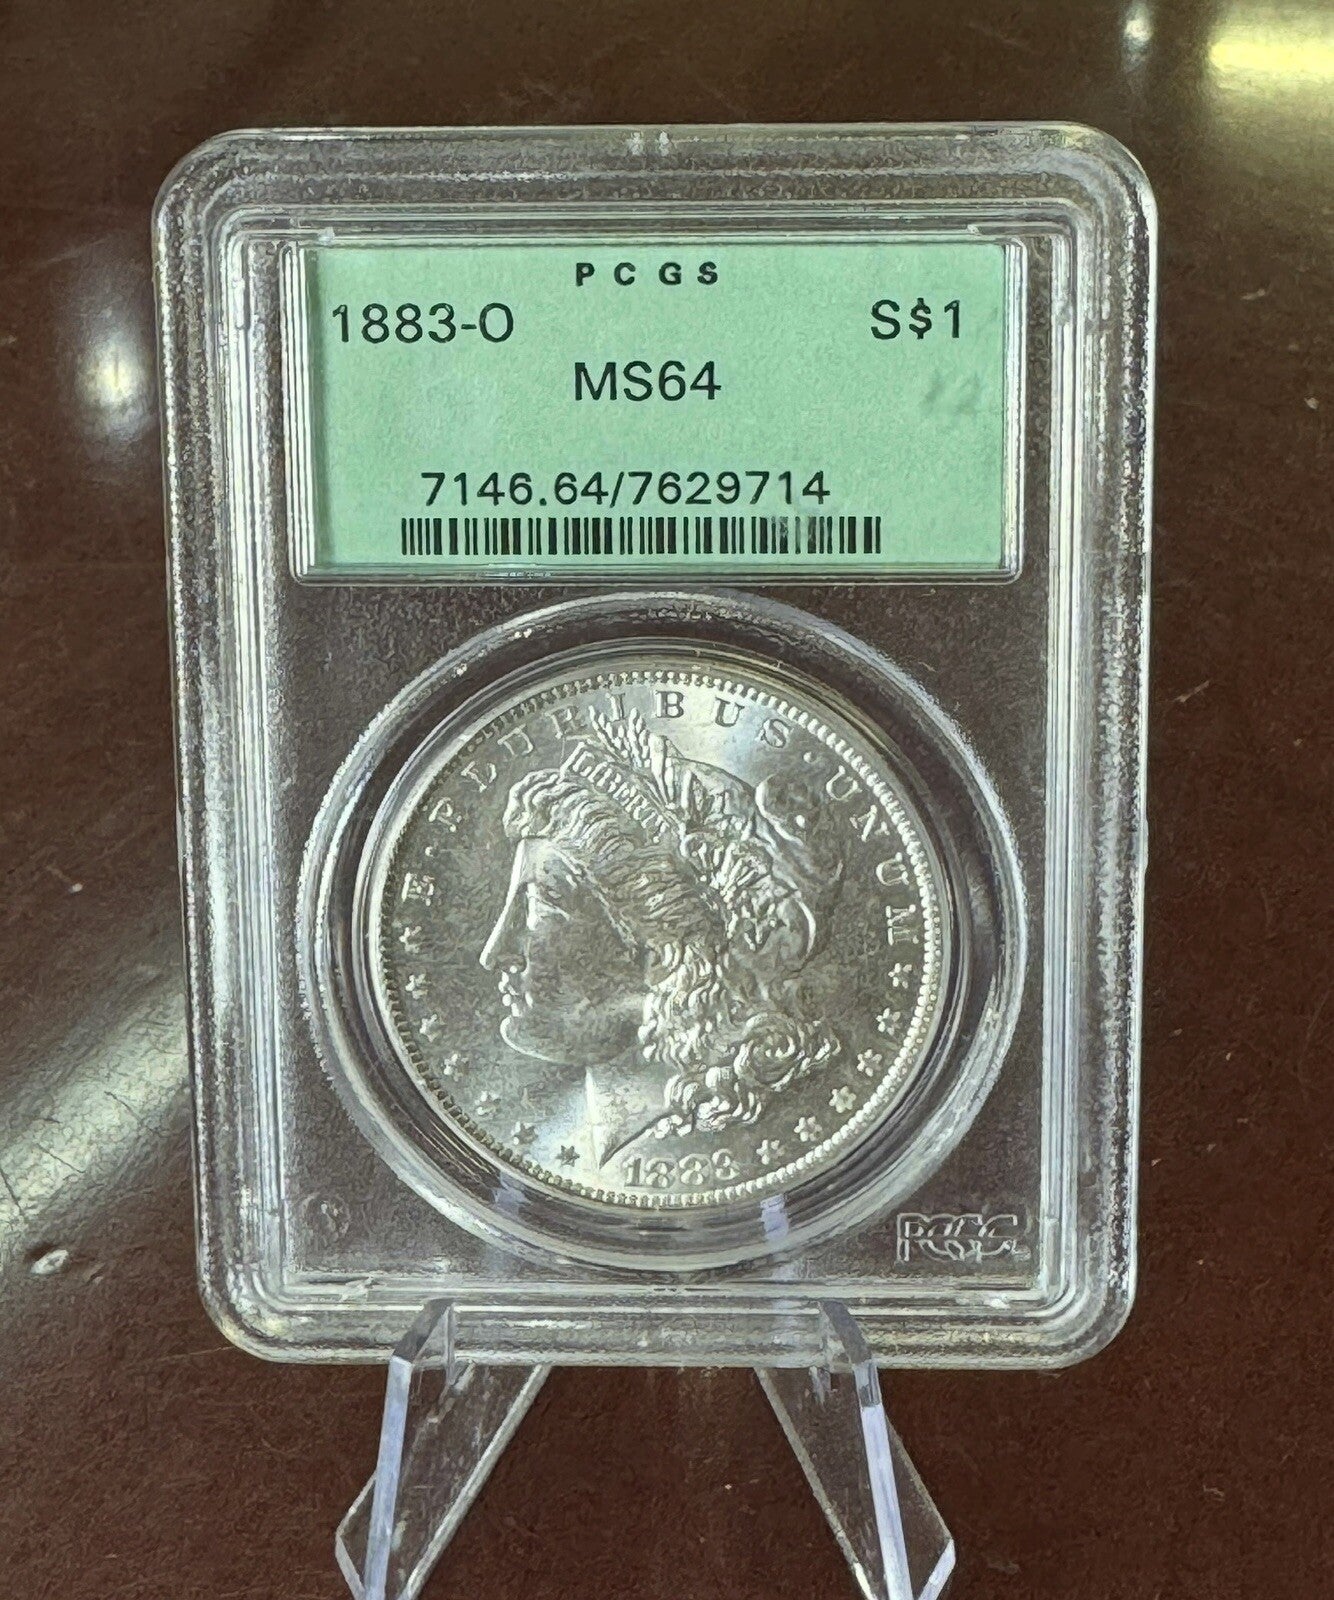 PCGS
1883-O S$1
MS64
7146.64/7629714
E·PLURIBUS·UNUM
LIBERTY
1883
PCGS